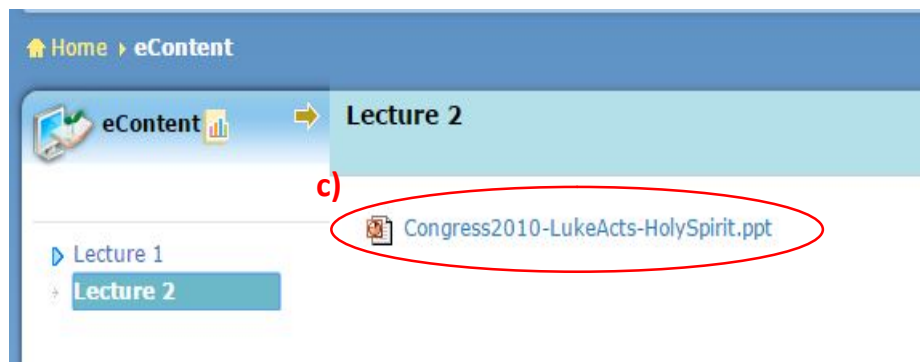 Home › eContent
eContent
Lecture 2
c)
Congress2010-LukeActs-HolySpirit.ppt
Lecture 1
Lecture 2